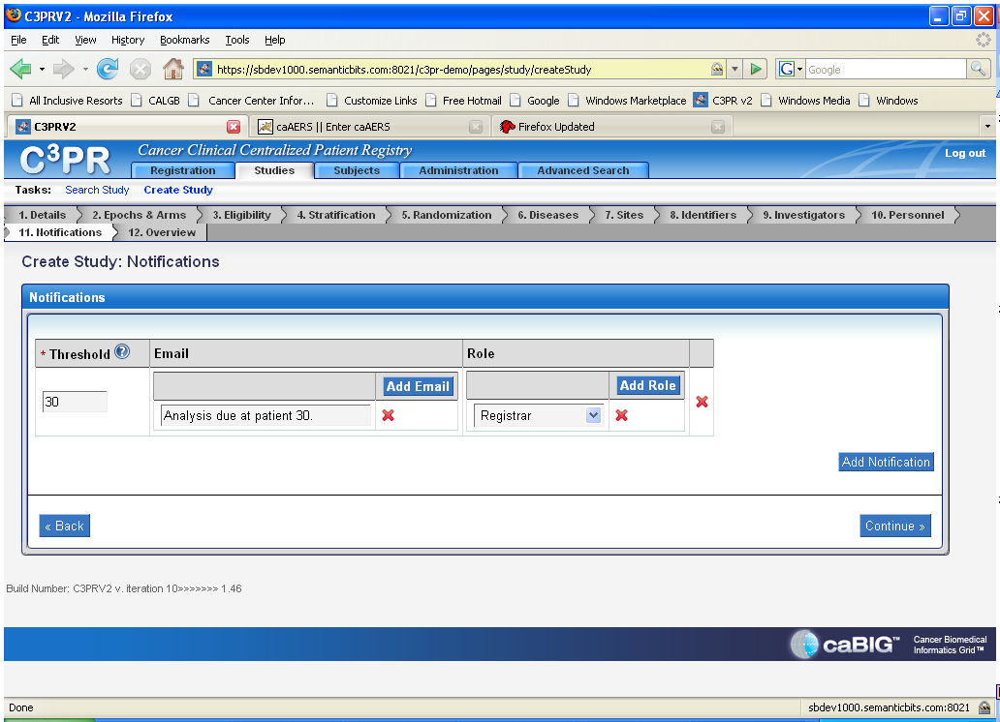 C3PRV2 - Mozilla Firefox
File Edit View History Bookmarks Tools Help
https://sbdev1000.semanticbits.com:8021/c3pr-demo/pages/study/createStudy G Google
All Inclusive Resorts CALGB Cancer Center Infor... Customize Links Free Hotmail Google Windows Marketplace C3PR v2 Windows Media Windows
C3PRV2 caAERS || Enter caAERS Firefox Updated
C3PR Cancer Clinical Centralized Patient Registry Log out
Registration Studies Subjects Administration Advanced Search
Tasks: Search Study Create Study
1. Details 2. Epochs & Arms 3. Eligibility 4. Stratification 5. Randomization 6. Diseases 7. Sites 8. Identifiers 9. Investigators 10. Personnel
11. Notifications 12. Overview
Create Study: Notifications
Notifications
* Threshold ? Email Role
Add Email Add Role
30 Analysis due at patient 30. Registrar
Add Notification
« Back Continue »
Build Number: C3PRV2 v. iteration 10>>>>>>> 1.46
caBIG™ Cancer Biomedical
Informatics Grid™
Done sbdev1000.semanticbits.com:8021